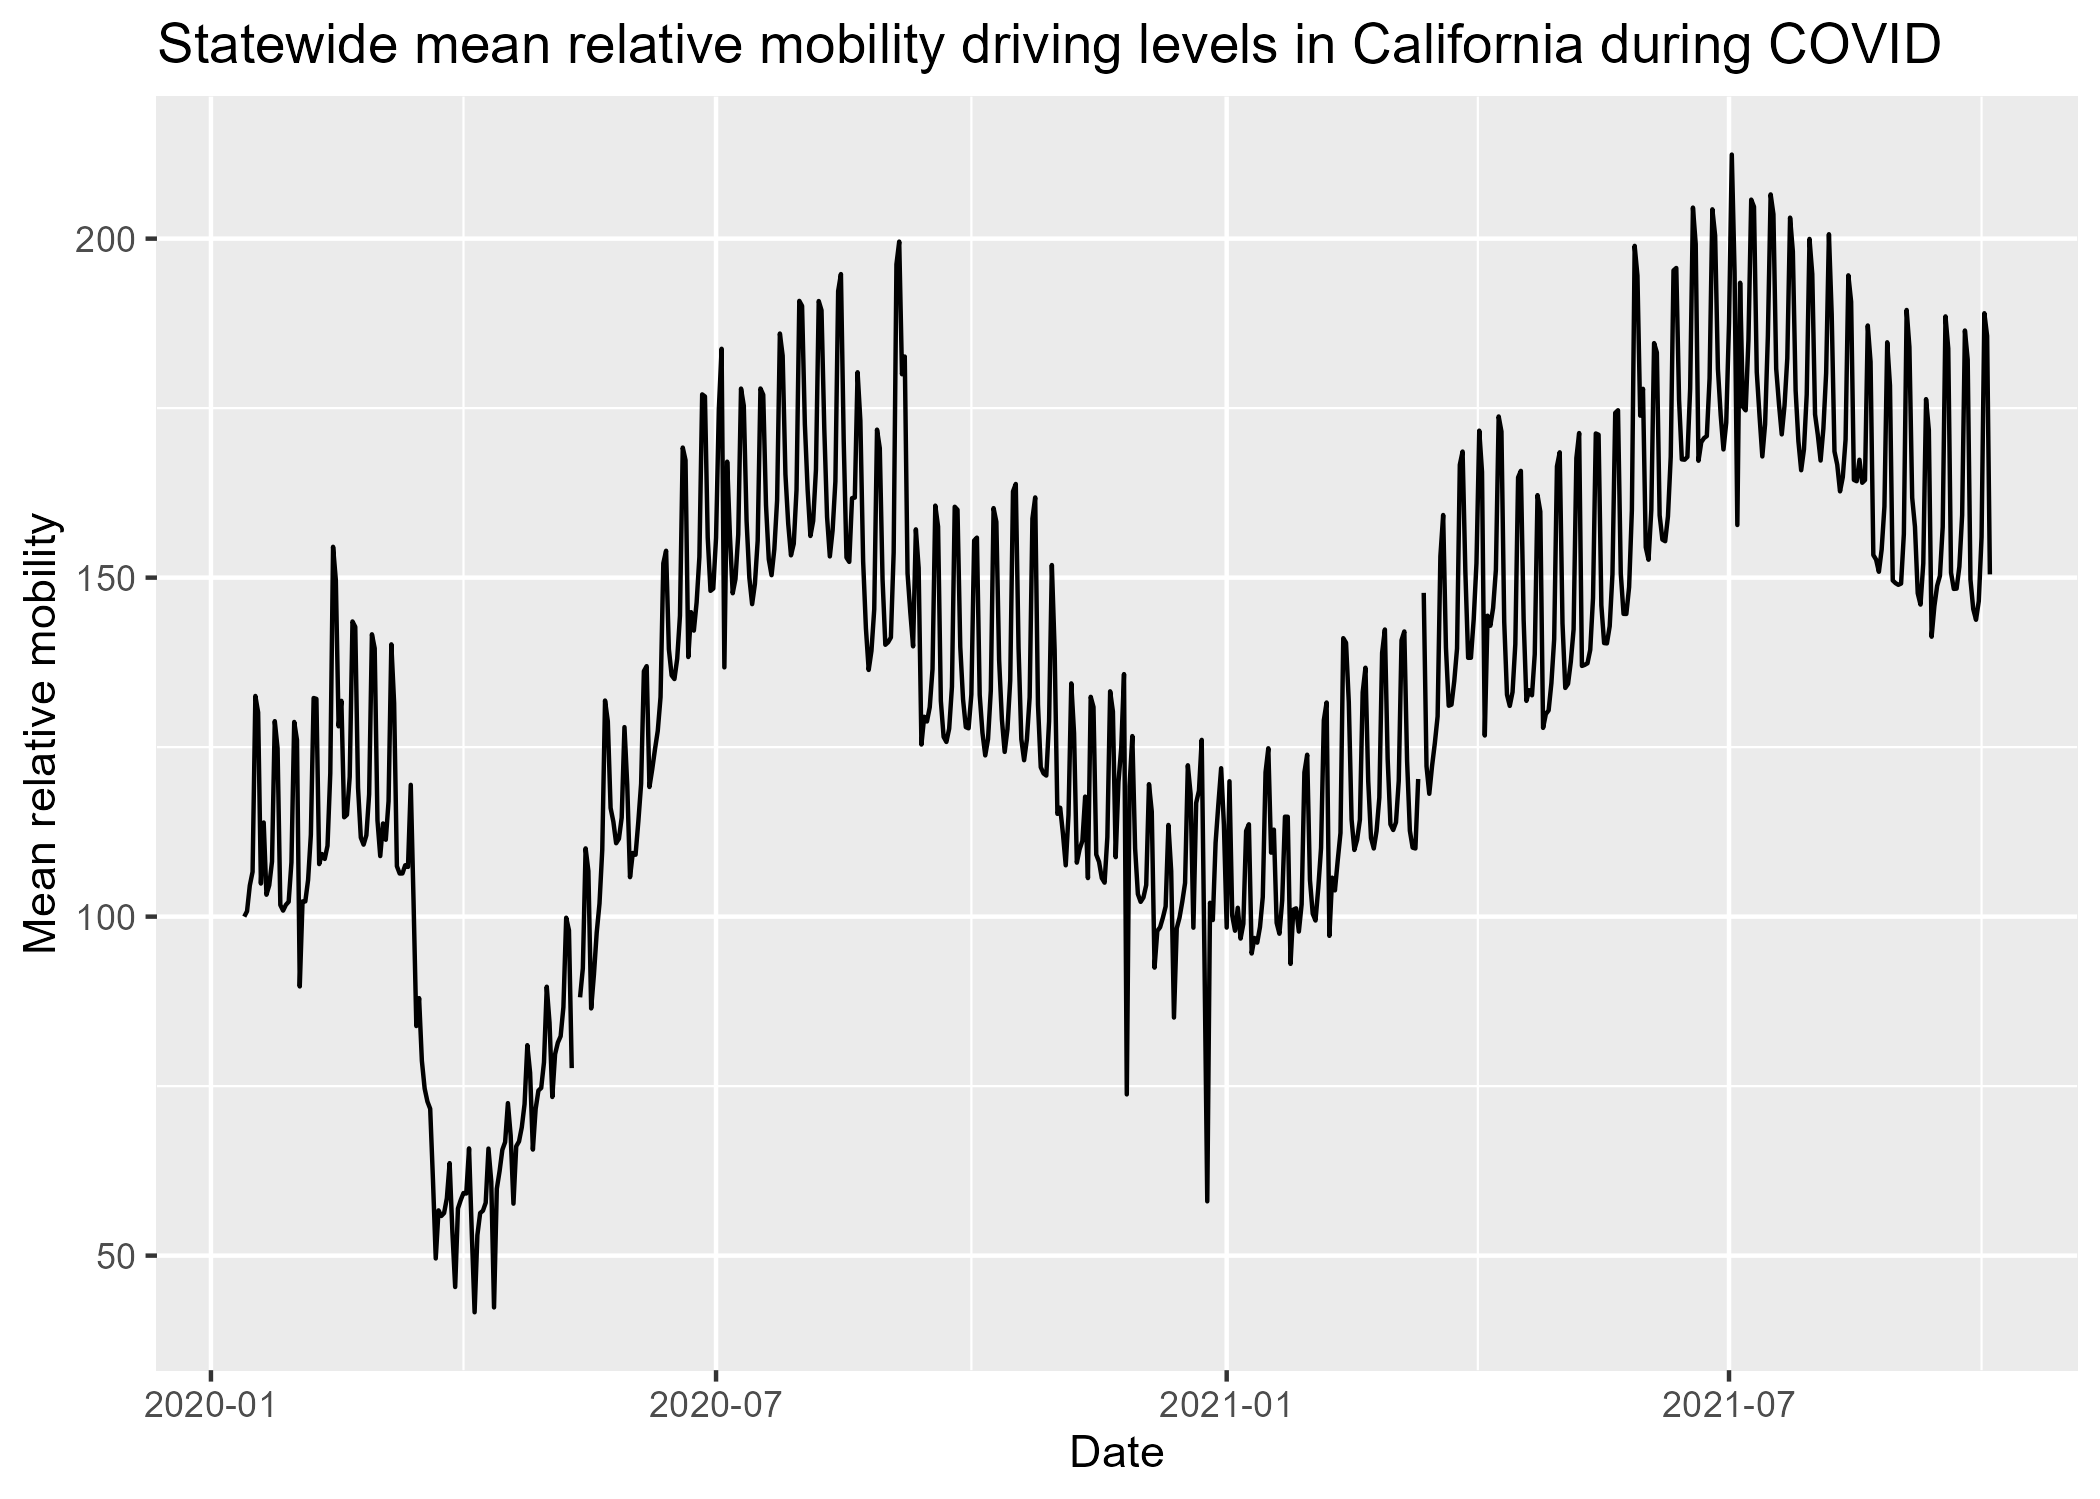 Statewide mean relative mobility driving levels in California during COVID
Mean relative mobility
200
150
100
50
2020-01
2020-07
2021-01
2021-07
Date